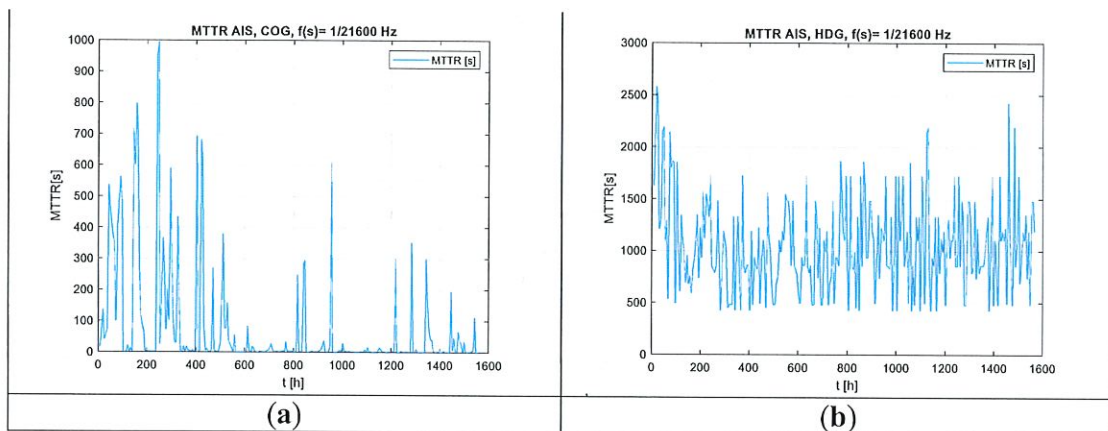 MTTR AIS, COG, f(s)= 1/21600 Hz
MTTR [s]
MTTR[s]
1000
900
800
700
600
500
400
300
200
100
0
0 200 400 600 800 1000 1200 1400 1600
t [h]
(a)
MTTR AIS, HDG, f(s)= 1/21600 Hz
MTTR [s]
MTTR[s]
3000
2500
2000
1500
1000
500
0
0 200 400 600 800 1000 1200 1400 1600
t [h]
(b)